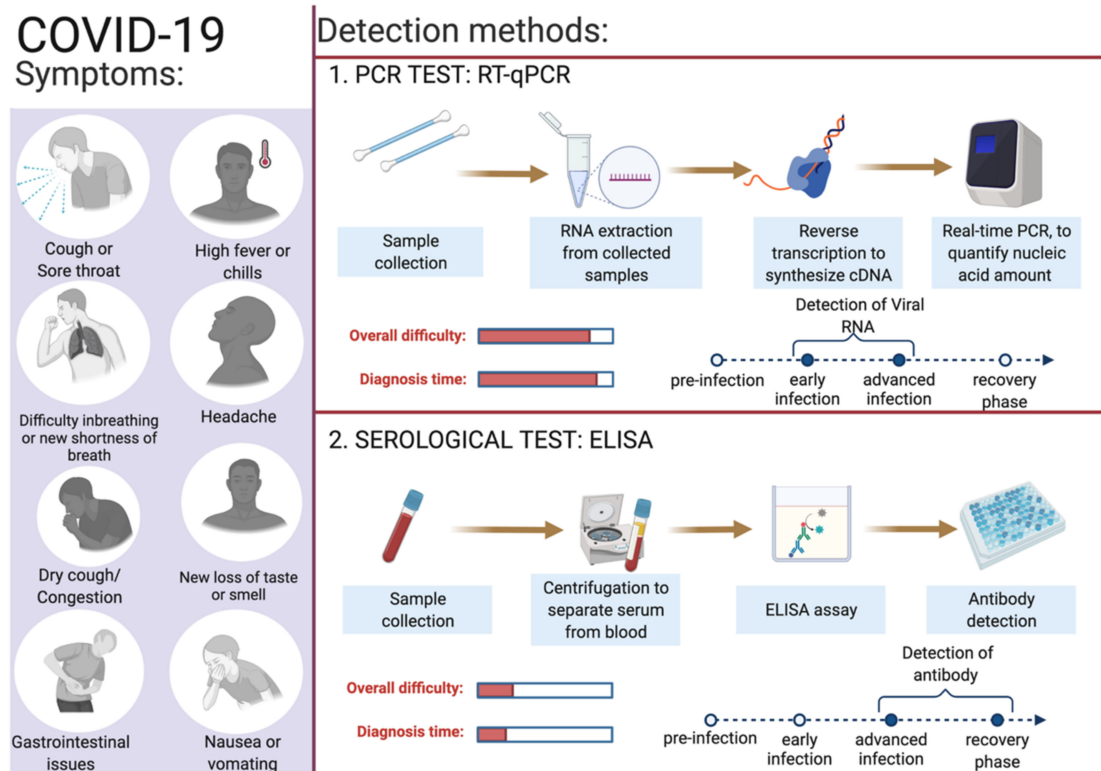 COVID-19
Symptoms:
Cough or
Sore throat
High fever or
chills
Difficulty inbreathing
or new shortness of
breath
Headache
Dry cough/
Congestion
New loss of taste
or smell
Gastrointestinal
issues
Nausea or
vomating
Detection methods:
1. PCR TEST: RT-qPCR
Sample
collection
RNA extraction
from collected
samples
Reverse
transcription to
synthesize cDNA
Real-time PCR, to
quantify nucleic
acid amount
Overall difficulty:
Diagnosis time:
Detection of Viral
RNA
pre-infection
early
infection
advanced
infection
recovery
phase
2. SEROLOGICAL TEST: ELISA
Sample
collection
Centrifugation to
separate serum
from blood
ELISA assay
Antibody
detection
Overall difficulty:
Diagnosis time:
Detection of
antibody
pre-infection
early
infection
advanced
infection
recovery
phase